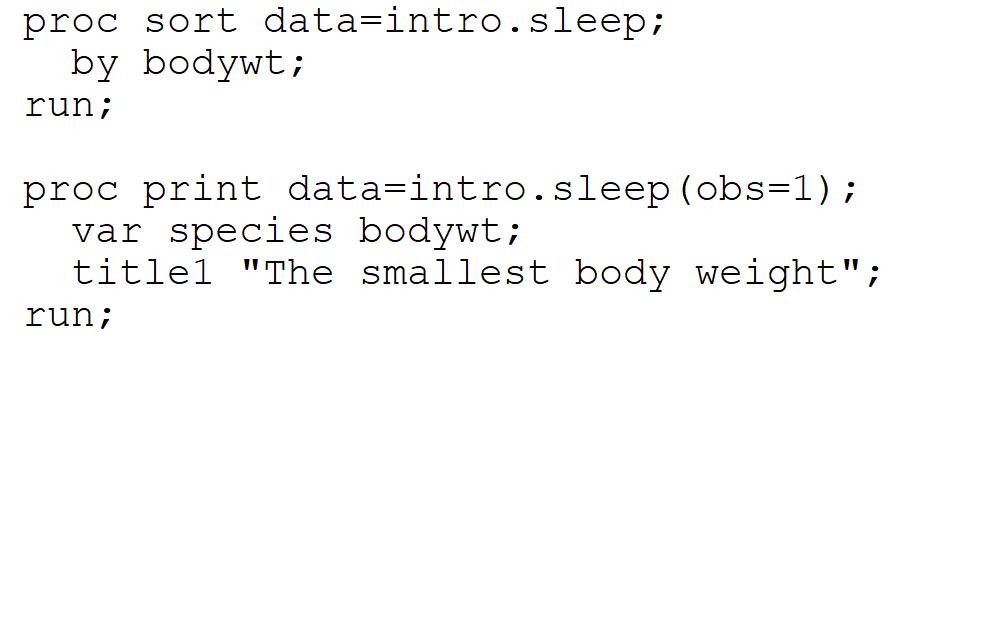 proc sort data=intro.sleep;
  by bodywt;
run;

proc print data=intro.sleep(obs=1);
  var species bodywt;
  title1 "The smallest body weight";
run;